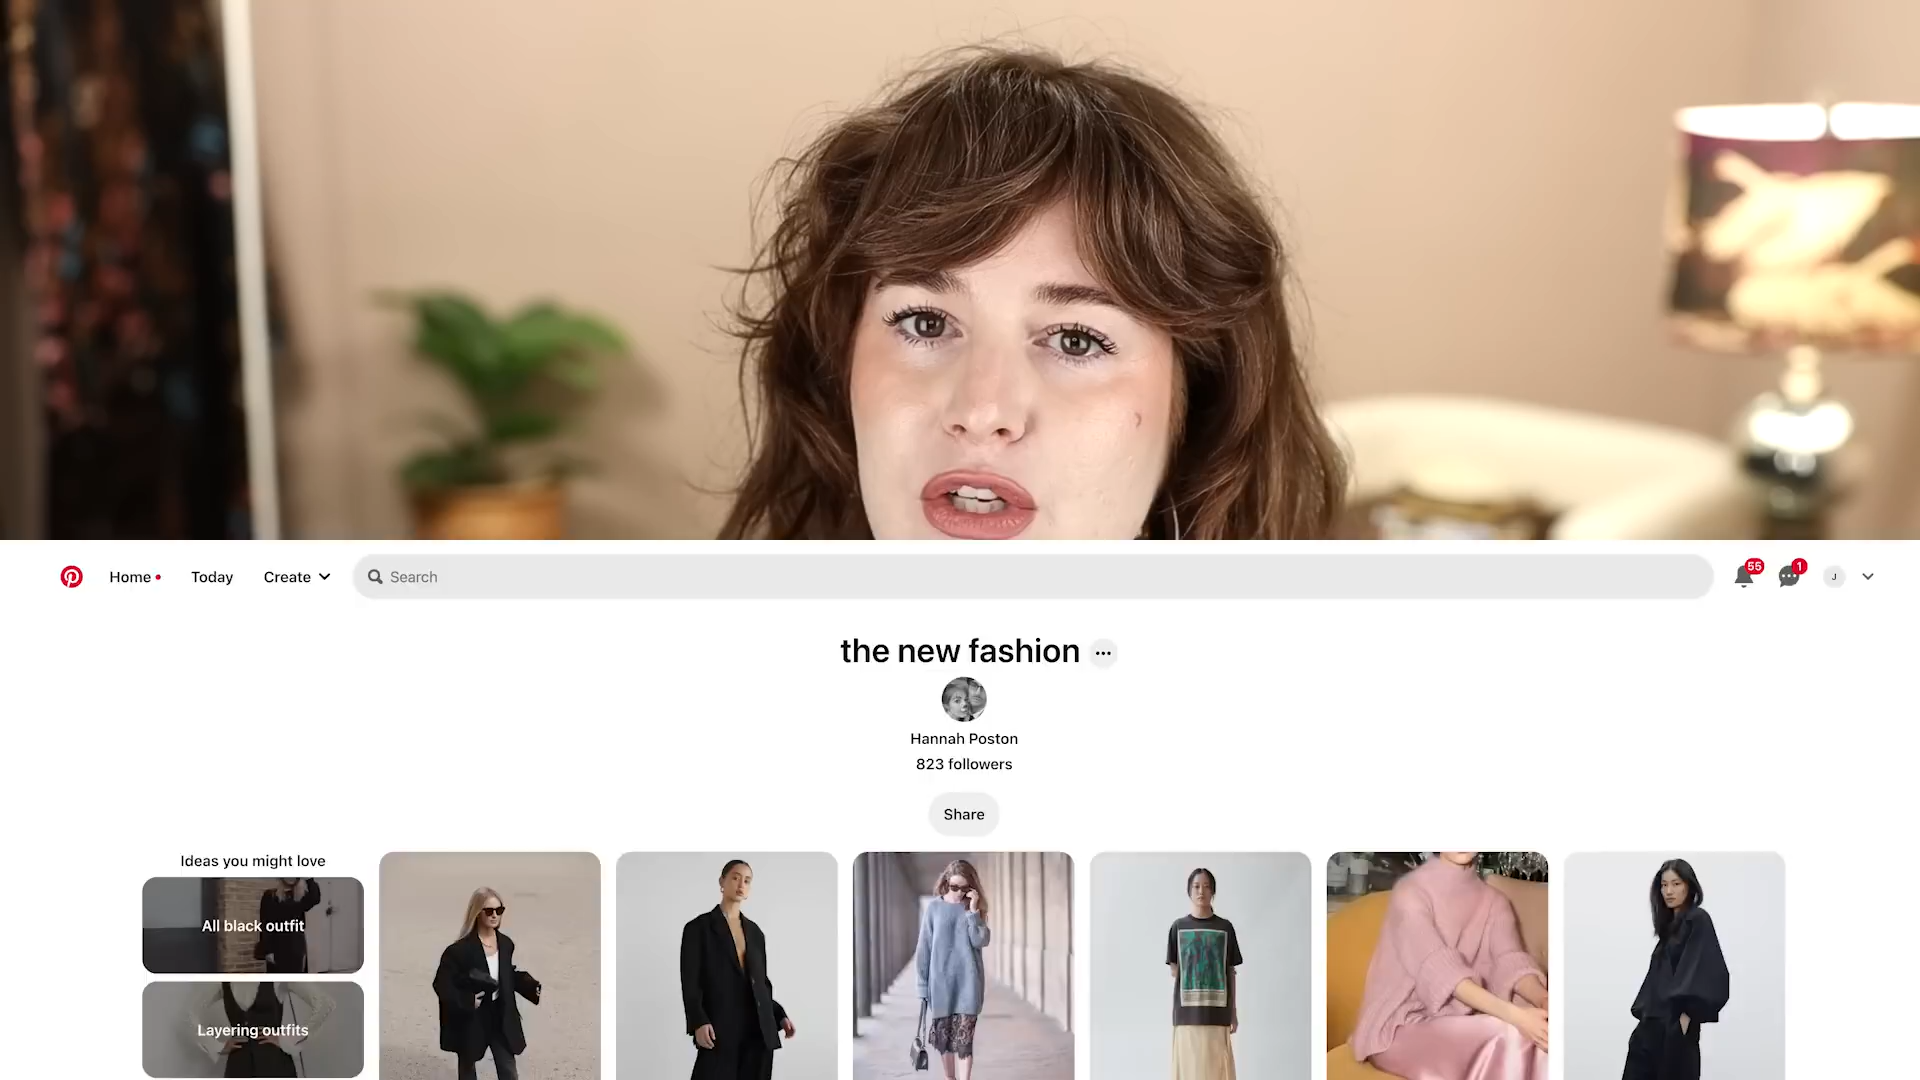 Home
Today
Create
Search
55
1
J
the new fashion
Hannah Poston
823 followers
Share
Ideas you might love
All black outfit
Layering outfits